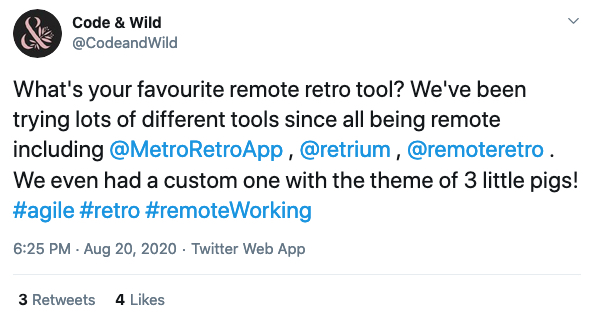 Code & Wild
@CodeandWild
What's your favourite remote retro tool? We've been
trying lots of different tools since all being remote
including @MetroRetroApp , @retrium , @remoteretro .
We even had a custom one with the theme of 3 little pigs!
#agile #retro #remoteWorking
6:25 PM · Aug 20, 2020 · Twitter Web App
3 Retweets 4 Likes